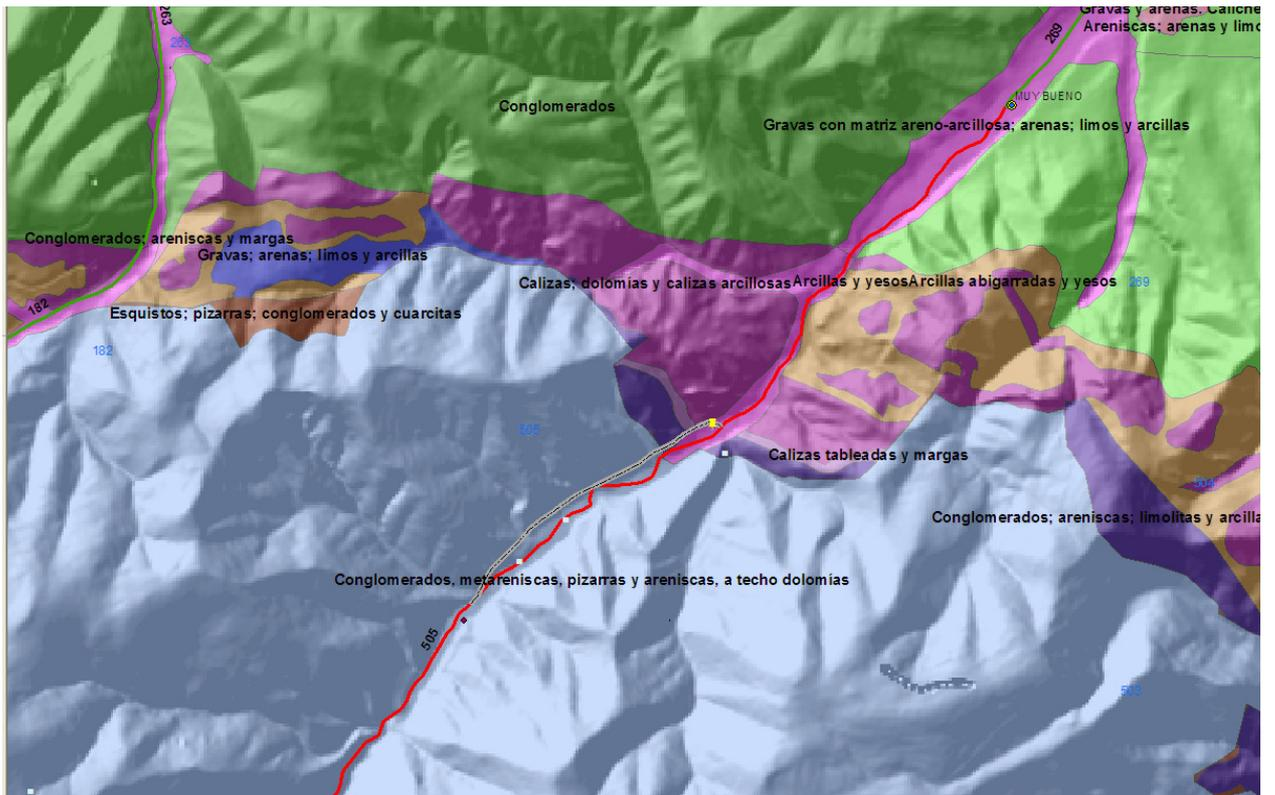 263
Gravas y arenas. Caliche
Areniscas; arenas y limo
269
263
MUY BUENO
Conglomerados
Gravas con matriz areno-arcillosa; arenas; limos y arcillas
Conglomerados; areniscas y margas
Gravas; arenas; limos y arcillas
Calizas; dolomías y calizas arcillosas
Arcillas y yesos
Arcillas abigarradas y yesos
269
182
Esquistos; pizarras; conglomerados y cuarcitas
182
505
Calizas tableadas y margas
504
Conglomerados; areniscas; limolitas y arcilla
Conglomerados, metareniscas, pizarras y areniscas, a techo dolomías
505
503